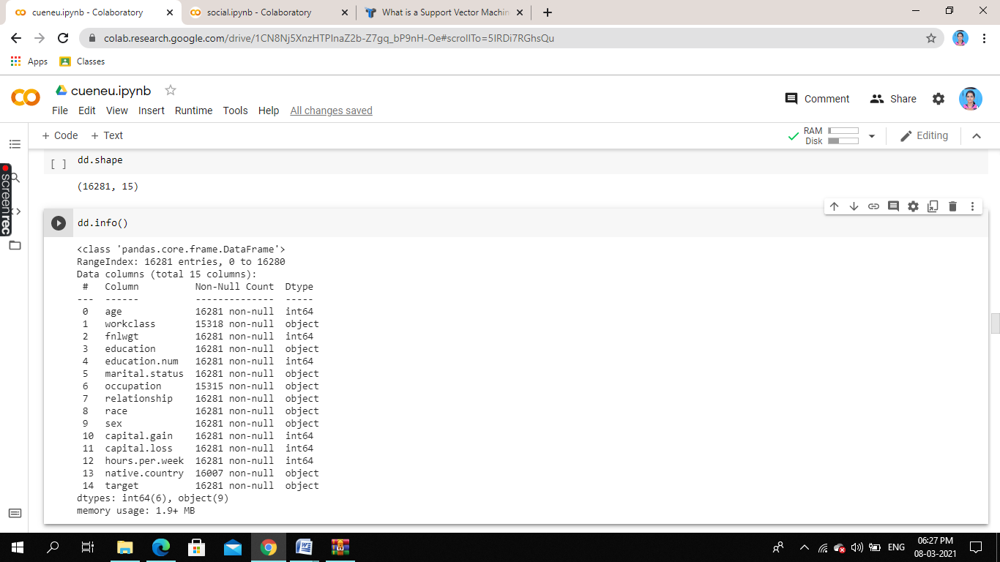 cueneu.ipynb - Colaboratory
social.ipynb - Colaboratory
What is a Support Vector Machin
colab.research.google.com/drive/1CN8Nj5XnzHTPInaZ2b-Z7gq_bP9nH-Oe#scrollTo=5IRDi7RGhsQu
Apps Classes
cueneu.ipynb
Comment Share
File Edit View Insert Runtime Tools Help All changes saved
+ Code + Text
RAM
Disk
Editing
[ ] dd.shape
(16281, 15)
screenrec
dd.info()
<class 'pandas.core.frame.DataFrame'>
RangeIndex: 16281 entries, 0 to 16280
Data columns (total 15 columns):
 #   Column          Non-Null Count  Dtype
---  ------          --------------  -----
 0   age             16281 non-null  int64
 1   workclass       15318 non-null  object
 2   fnlwgt          16281 non-null  int64
 3   education       16281 non-null  object
 4   education.num   16281 non-null  int64
 5   marital.status  16281 non-null  object
 6   occupation      15315 non-null  object
 7   relationship    16281 non-null  object
 8   race            16281 non-null  object
 9   sex             16281 non-null  object
 10  capital.gain    16281 non-null  int64
 11  capital.loss    16281 non-null  int64
 12  hours.per.week  16281 non-null  int64
 13  native.country  16007 non-null  object
 14  target          16281 non-null  object
dtypes: int64(6), object(9)
memory usage: 1.9+ MB
ENG
06:27 PM
08-03-2021